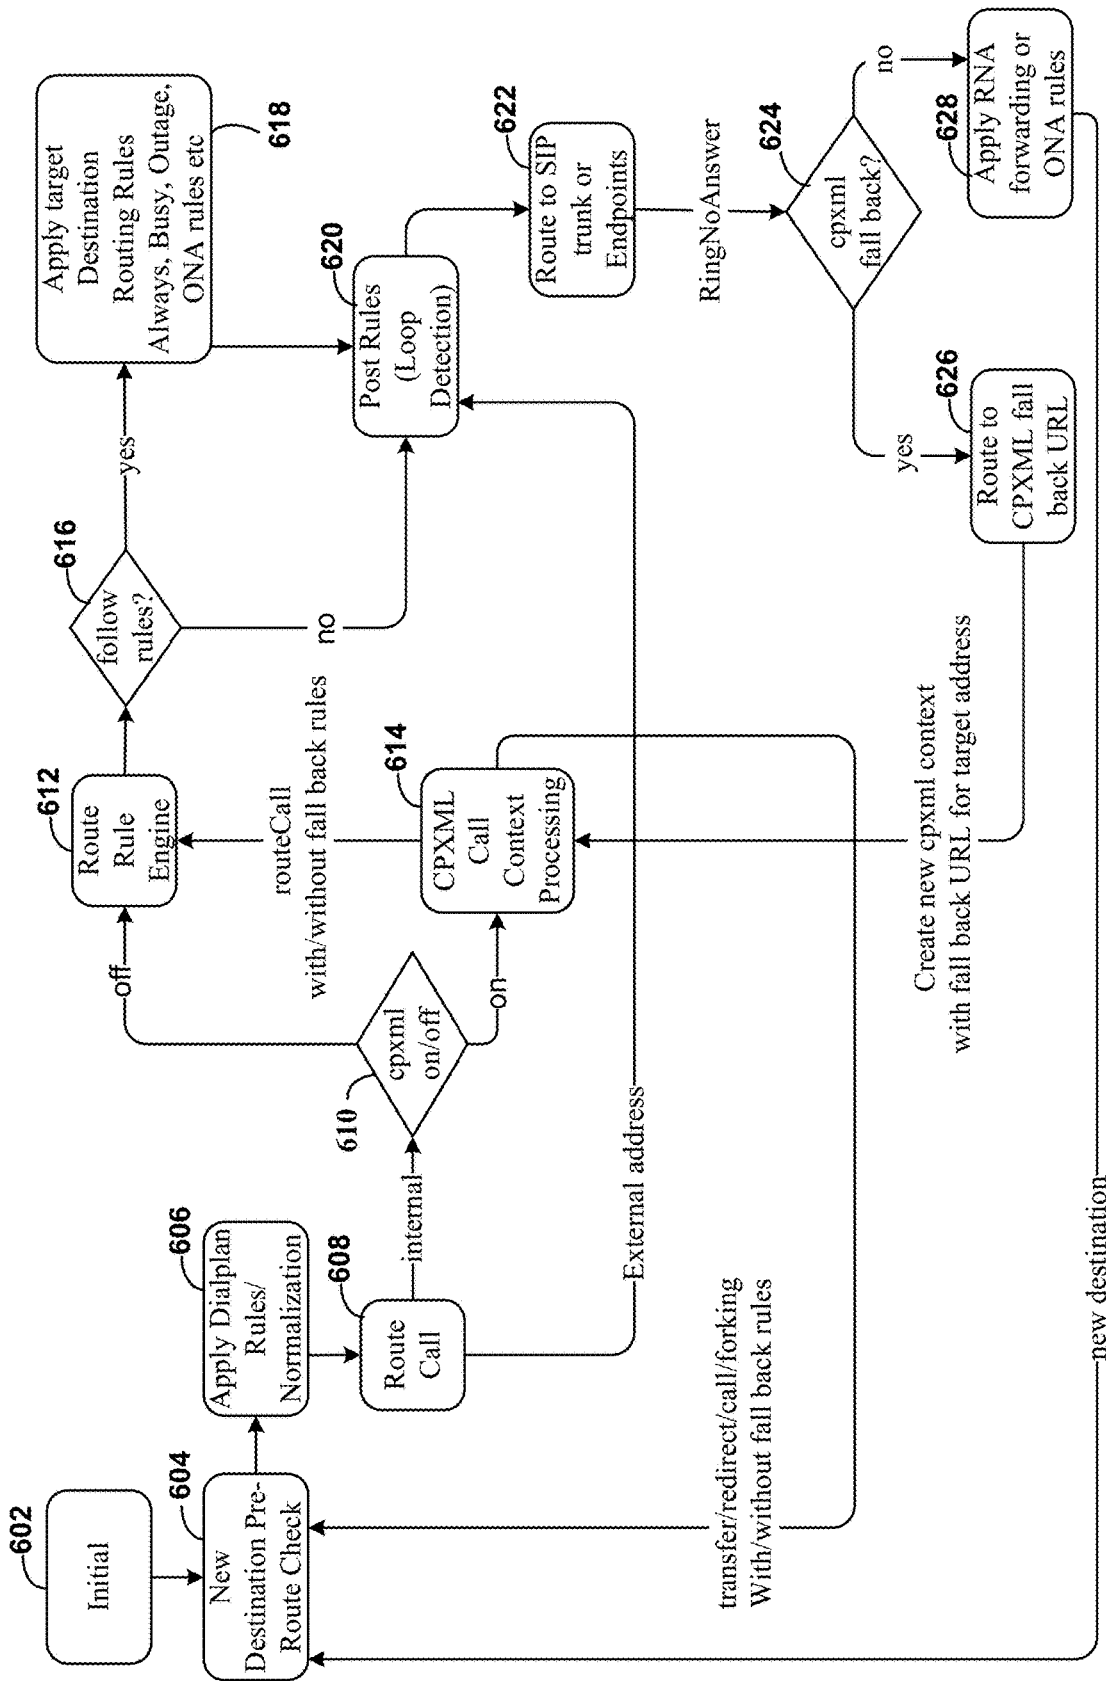 602
Initial
604
New
Destination Pre-
Route Check
606
Apply Dialplan
Rules/
Normalization
608
Route
Call
internal
External address
610
cpxml
on/off
off
on
612
Route
Rule
Engine
routeCall
with/without fall back rules
614
CPXML
Call
Context
Processing
transfer/redirect/call/forking
With/without fall back rules
616
follow
rules?
yes
no
618
Apply target
Destination
Routing Rules
Always, Busy, Outage,
ONA rules etc
620
Post Rules
(Loop
Detection)
622
Route to SIP
trunk or
Endpoints
RingNoAnswer
624
cpxml
fall back?
yes
no
626
Route to
CPXML fall
back URL
Create new cpxml context
with fall back URL for target address
628
Apply RNA
forwarding or
ONA rules
new destination